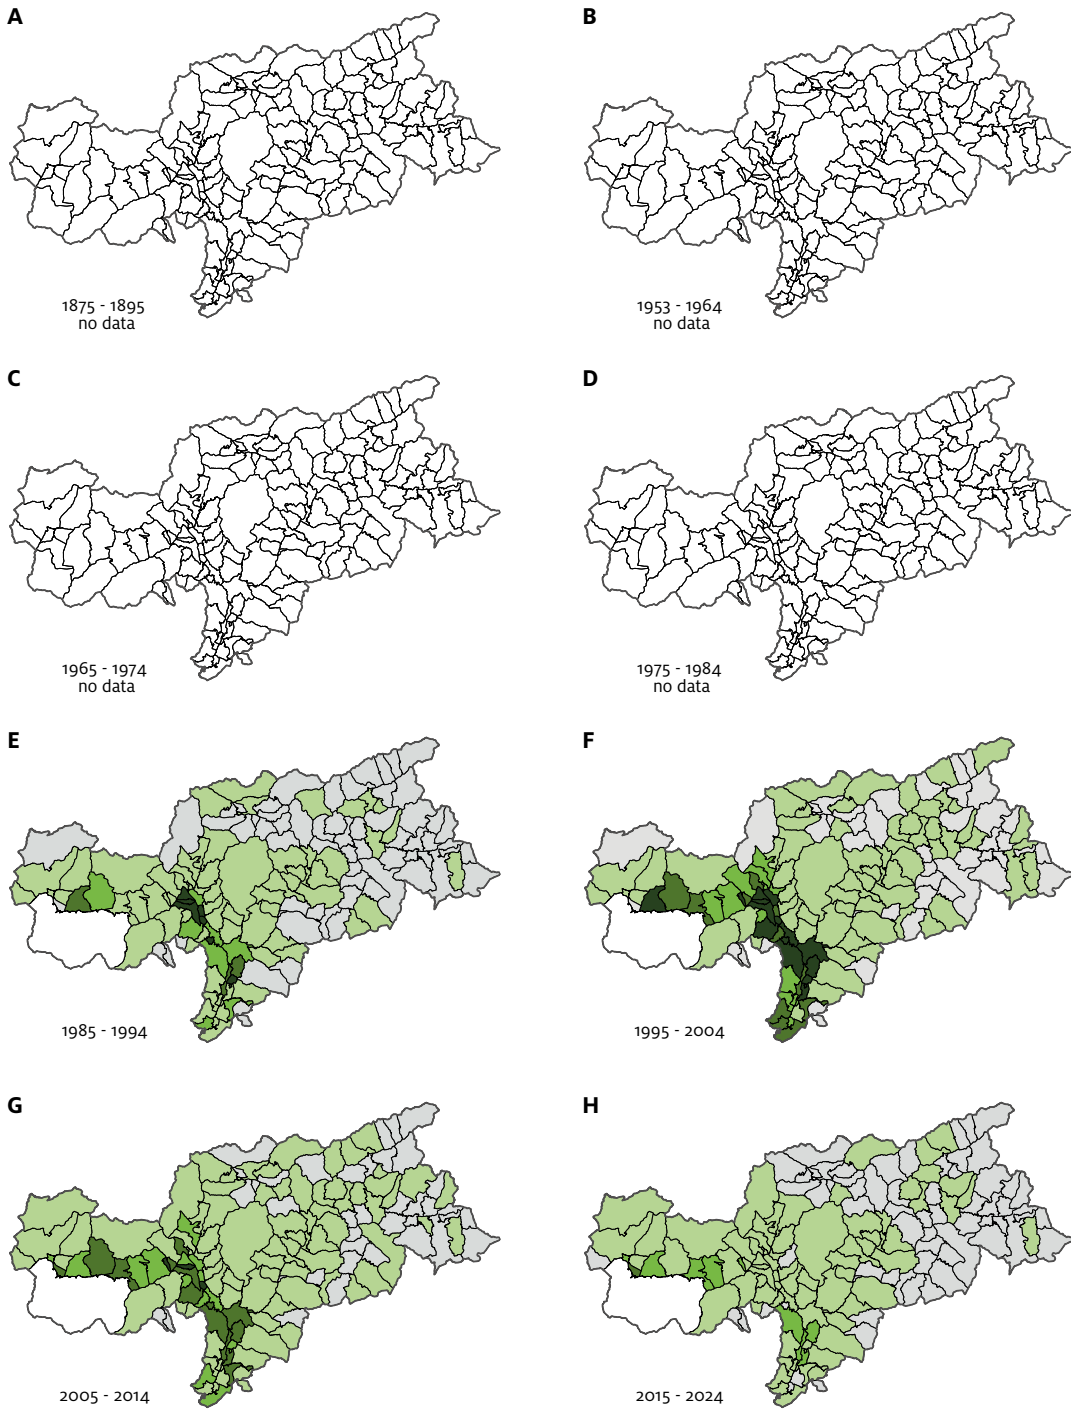 A
B
1875 - 1895
no data
1953 - 1964
no data
C
D
1965 - 1974
no data
1975 - 1984
no data
E
F
1985 - 1994
1995 - 2004
G
H
2005 - 2014
2015 - 2024